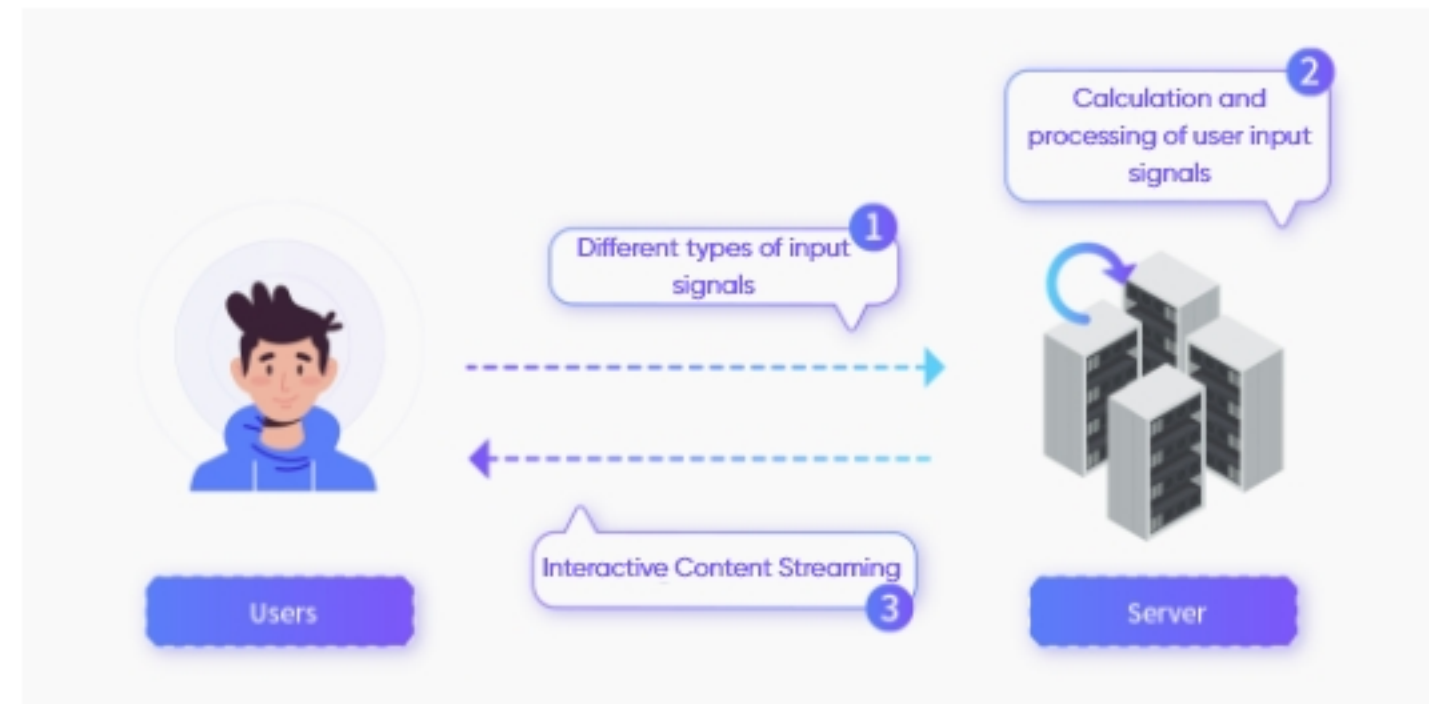 2
Calculation and
processing of user input
signals
1
Different types of input
signals
Interactive Content Streaming
3
Users
Server